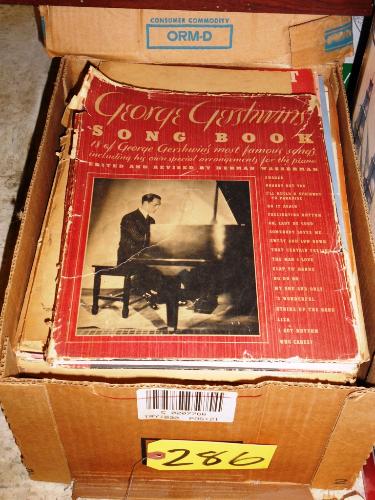 CONSUMER COMMODITY
ORM-D
George Gershwin's
SONG BOOK
18 of George Gershwin's most famous songs
including his own special arrangements for the piano
EDITED AND REVISED BY HERMAN WASSERMAN
SWANEE
NOBODY BUT YOU
I'LL BUILD A STAIRWAY
TO PARADISE
DO IT AGAIN
FASCINATING RHYTHM
OH, LADY BE GOOD
SOMEBODY LOVES ME
SWEET AND LOW DOWN
THAT CERTAIN FEELING
THE MAN I LOVE
CLAP YO' HANDS
DO DO DO
MY ONE AND ONLY
'S WONDERFUL
STRIKE UP THE BAND
LIZA
I GOT RHYTHM
WHO CARES?
S 0207766
286
2